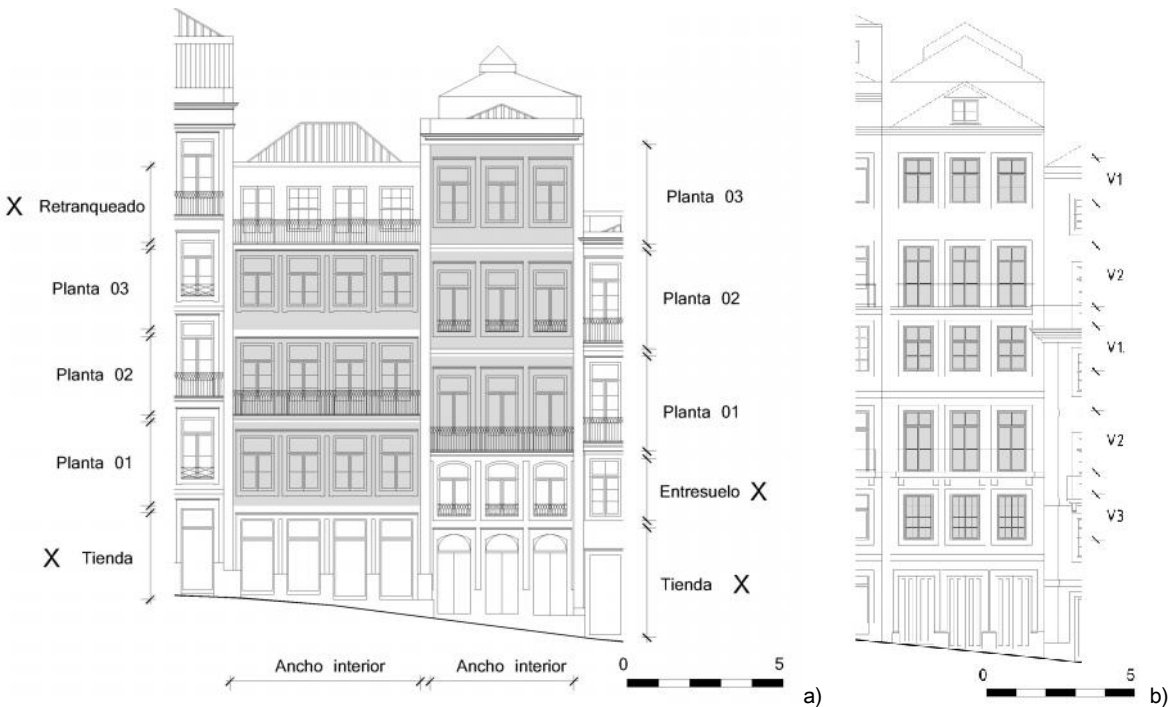 X Retranqueado
Planta 03
Planta 02
Planta 01
X Tienda
Planta 03
Planta 02
Planta 01
Entresuelo X
Tienda X
Ancho interior
Ancho interior
0 5
a)
V1
V2
V1
V2
V3
0 5
b)